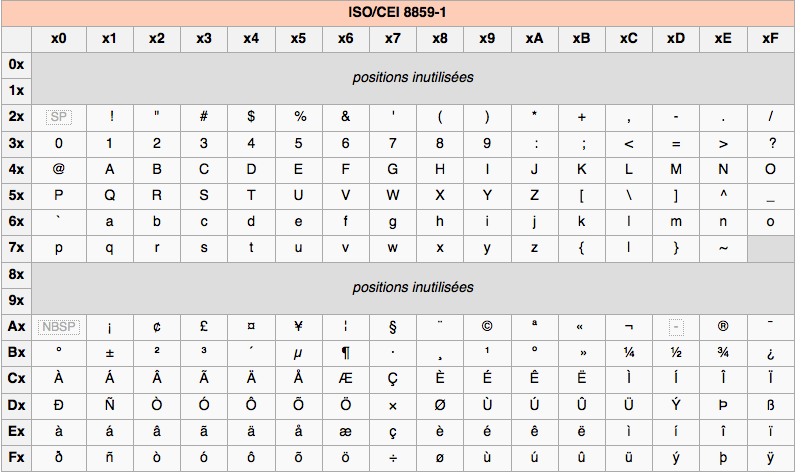 ISO/CEI 8859-1
x0 x1 x2 x3 x4 x5 x6 x7 x8 x9 xA xB xC xD xE xF
0x
positions inutilisées
1x
2x SP ! " # $ % & ' ( ) * + , - . /
3x 0 1 2 3 4 5 6 7 8 9 : ; < = > ?
4x @ A B C D E F G H I J K L M N O
5x P Q R S T U V W X Y Z [ \ ] ^ _
6x ` a b c d e f g h i j k l m n o
7x p q r s t u v w x y z { | } ~
8x
positions inutilisées
9x
Ax NBSP ¡ ¢ £ ¤ ¥ ¦ § ¨ © ª « ¬ - ® ¯
Bx ° ± ² ³ ´ µ ¶ · ¸ ¹ º » ¼ ½ ¾ ¿
Cx À Á Â Ã Ä Å Æ Ç È É Ê Ë Ì Í Î Ï
Dx Ð Ñ Ò Ó Ô Õ Ö × Ø Ù Ú Û Ü Ý Þ ß
Ex à á â ã ä å æ ç è é ê ë ì í î ï
Fx ð ñ ò ó ô õ ö ÷ ø ù ú û ü ý þ ÿ